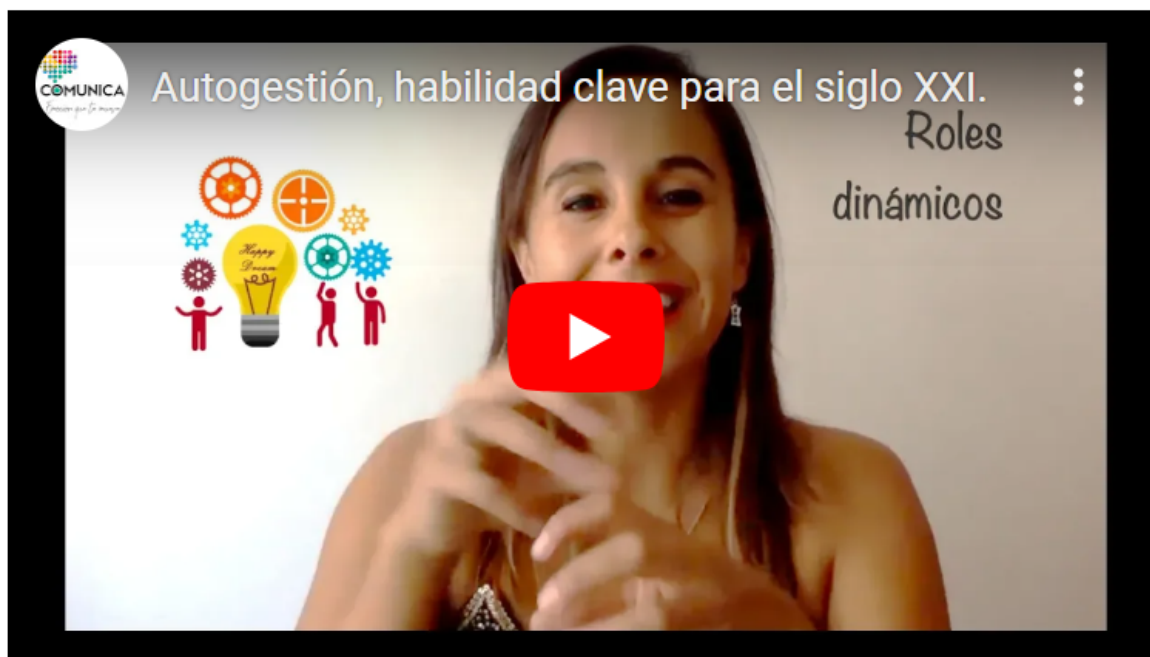 COMUNICA
Autogestión, habilidad clave para el siglo XXI.
Roles
dinámicos
Happy
Dream